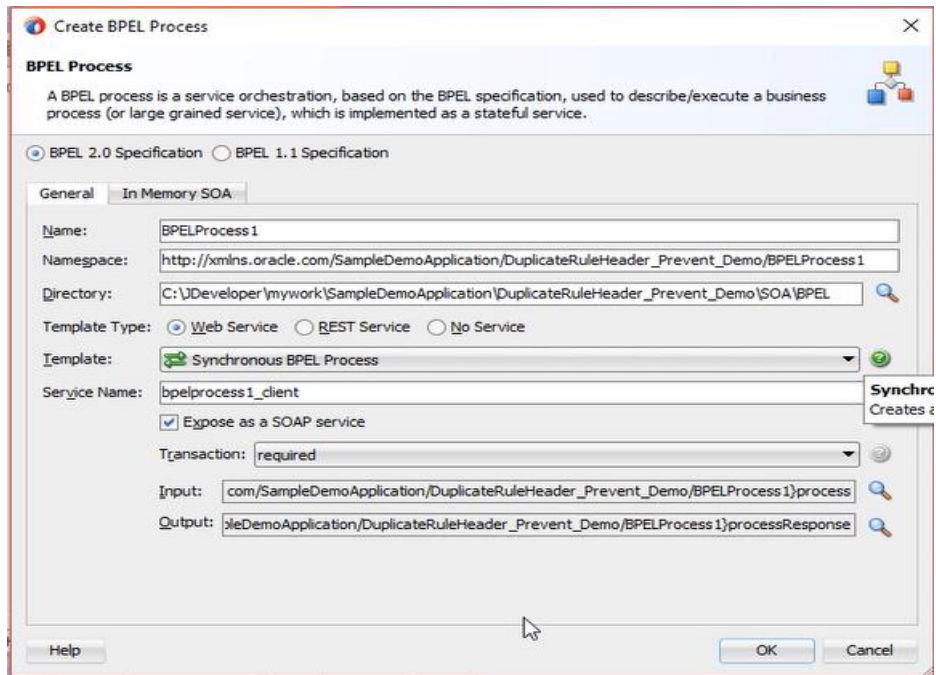 Create BPEL Process
BPEL Process
A BPEL process is a service orchestration, based on the BPEL specification, used to describe/execute a business
process (or large grained service), which is implemented as a stateful service.
BPEL 2.0 Specification BPEL 1.1 Specification
General In Memory SOA
Name: BPELProcess1
Namespace: http://xmlns.oracle.com/SampleDemoApplication/DuplicateRuleHeader_Prevent_Demo/BPELProcess1
Directory: C:\JDeveloper\mywork\SampleDemoApplication\DuplicateRuleHeader_Prevent_Demo\SOA\BPEL
Template Type: Web Service REST Service No Service
Template: Synchronous BPEL Process
Service Name: bpelprocess1_client
Synchro
Creates a
Expose as a SOAP service
Transaction: required
Input: com/SampleDemoApplication/DuplicateRuleHeader_Prevent_Demo/BPELProcess1}process
Output: pleDemoApplication/DuplicateRuleHeader_Prevent_Demo/BPELProcess1}processResponse
Help OK Cancel